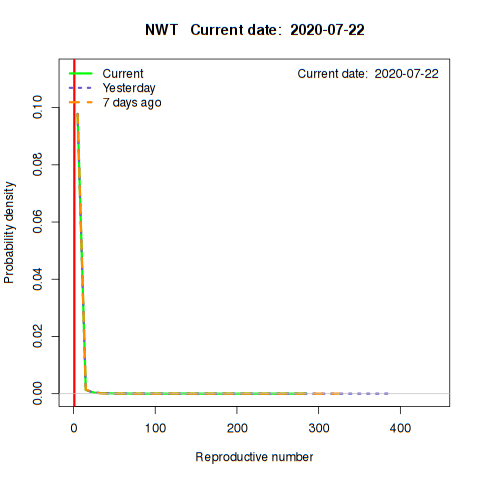 NWT   Current date:  2020-07-22
Current
Current date:  2020-07-22
Yesterday
7 days ago
Probability density
0.00
0.02
0.04
0.06
0.08
0.10
0
100
200
300
400
Reproductive number